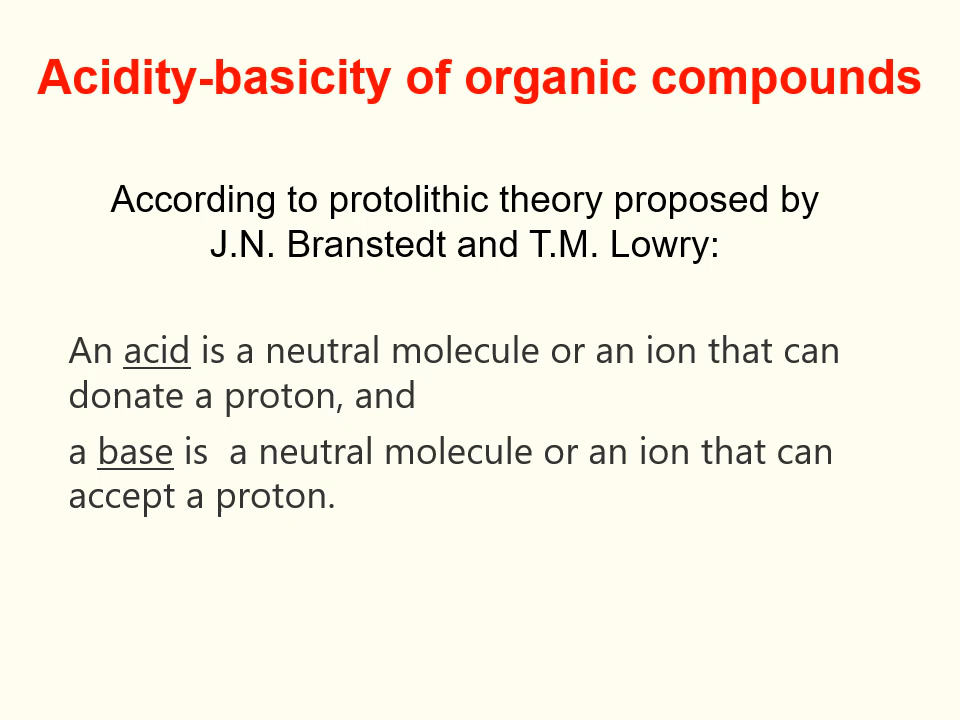 Acidity-basicity of organic compounds
According to protolithic theory proposed by
J.N. Branstedt and T.M. Lowry:
An acid is a neutral molecule or an ion that can
donate a proton, and
a base is  a neutral molecule or an ion that can
accept a proton.